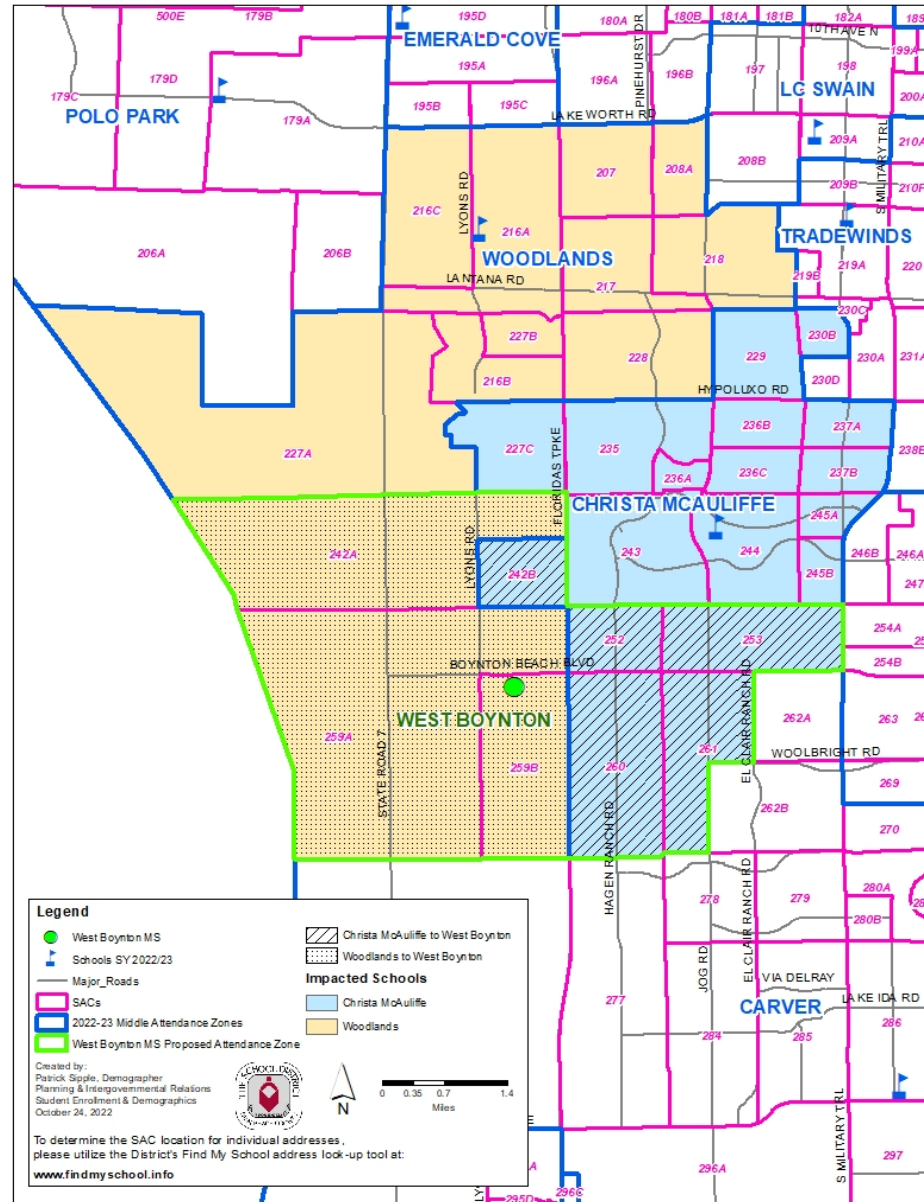 500E
179B
195D
180A
180B
181A
181B
182A
10TH AVE N
EMERALD COVE
PINEHURST DR
195A
196A
196B
197
198
199A
179D
179C
LC SWAIN
200A
POLO PARK
179A
195B
195C
LAKE WORTH RD
209A
210A
S MILITARY TRL
207
208A
208B
209B
LYONS RD
216C
216A
206A
206B
WOODLANDS
TRADEWINDS
218
219B
219A
220
LANTANA RD
217
230C
227B
230B
228
229
230A
231A
216B
230D
HYPOLUXO RD
236B
237A
227A
227C
235
238B
FLORIDAS TPKE
236A
236C
237B
CHRISTA MCAULIFFE
245A
242A
LYONS RD
242B
243
244
245B
246B
246A
247
252
253
254A
BOYNTON BEACH BLVD
254B
WEST BOYNTON
EL CLAIR RANCH RD
262A
263
259A
STATE ROAD 7
259B
260
261
WOOLBRIGHT RD
269
HAGEN RANCH RD
262B
270
278
EL CLAIR RANCH RD
279
280A
280B
JOG RD
277
VIA DELRAY
LAKE IDA RD
CARVER
284
285
286
S MILITARY TRL
296A
297
295D
296C
Legend
West Boynton MS
Schools SY 2022/23
Major_Roads
SACs
2022-23 Middle Attendance Zones
West Boynton MS Proposed Attendance Zone
Christa McAuliffe to West Boynton
Woodlands to West Boynton
Impacted Schools
Christa McAuliffe
Woodlands
Created by:
Patrick Sipple, Demographer
Planning & Intergovernmental Relations
Student Enrollment & Demographics
October 24, 2022
THE SCHOOL DISTRICT
N
0 0.35 0.7 1.4
Miles
To determine the SAC location for individual addresses,
please utilize the District's Find My School address look-up tool at:
www.findmyschool.info